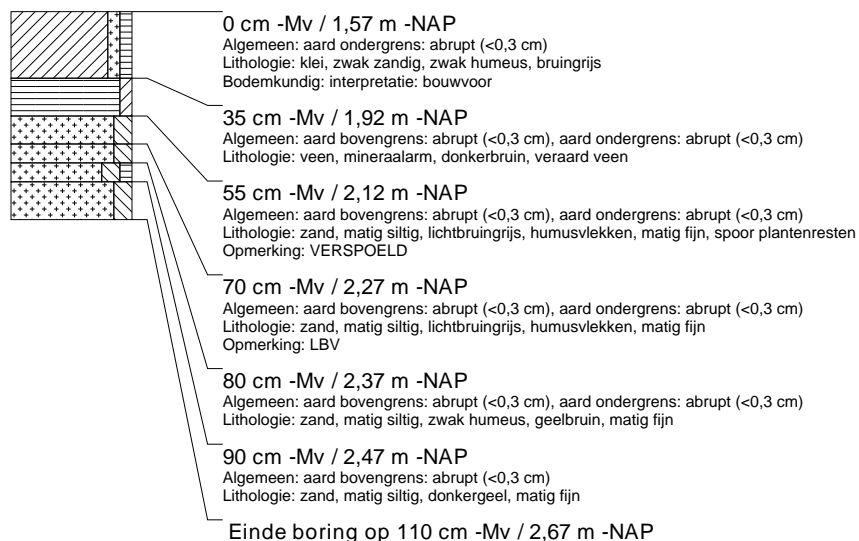 0 cm -Mv / 1,57 m -NAP
Algemeen: aard ondergrens: abrupt (<0,3 cm)
Lithologie: klei, zwak zandig, zwak humeus, bruingrijs
Bodemkundig: interpretatie: bouwvoor
35 cm -Mv / 1,92 m -NAP
Algemeen: aard bovengrens: abrupt (<0,3 cm), aard ondergrens: abrupt (<0,3 cm)
Lithologie: veen, mineraalarm, donkerbruin, veraard veen
55 cm -Mv / 2,12 m -NAP
Algemeen: aard bovengrens: abrupt (<0,3 cm), aard ondergrens: abrupt (<0,3 cm)
Lithologie: zand, matig siltig, lichtbruingrijs, humusvlekken, matig fijn, spoor plantenresten
Opmerking: VERSPOELD
70 cm -Mv / 2,27 m -NAP
Algemeen: aard bovengrens: abrupt (<0,3 cm), aard ondergrens: abrupt (<0,3 cm)
Lithologie: zand, matig siltig, lichtbruingrijs, humusvlekken, matig fijn
Opmerking: LBV
80 cm -Mv / 2,37 m -NAP
Algemeen: aard bovengrens: abrupt (<0,3 cm), aard ondergrens: abrupt (<0,3 cm)
Lithologie: zand, matig siltig, zwak humeus, geelbruin, matig fijn
90 cm -Mv / 2,47 m -NAP
Algemeen: aard bovengrens: abrupt (<0,3 cm)
Lithologie: zand, matig siltig, donkergeel, matig fijn
Einde boring op 110 cm -Mv / 2,67 m -NAP